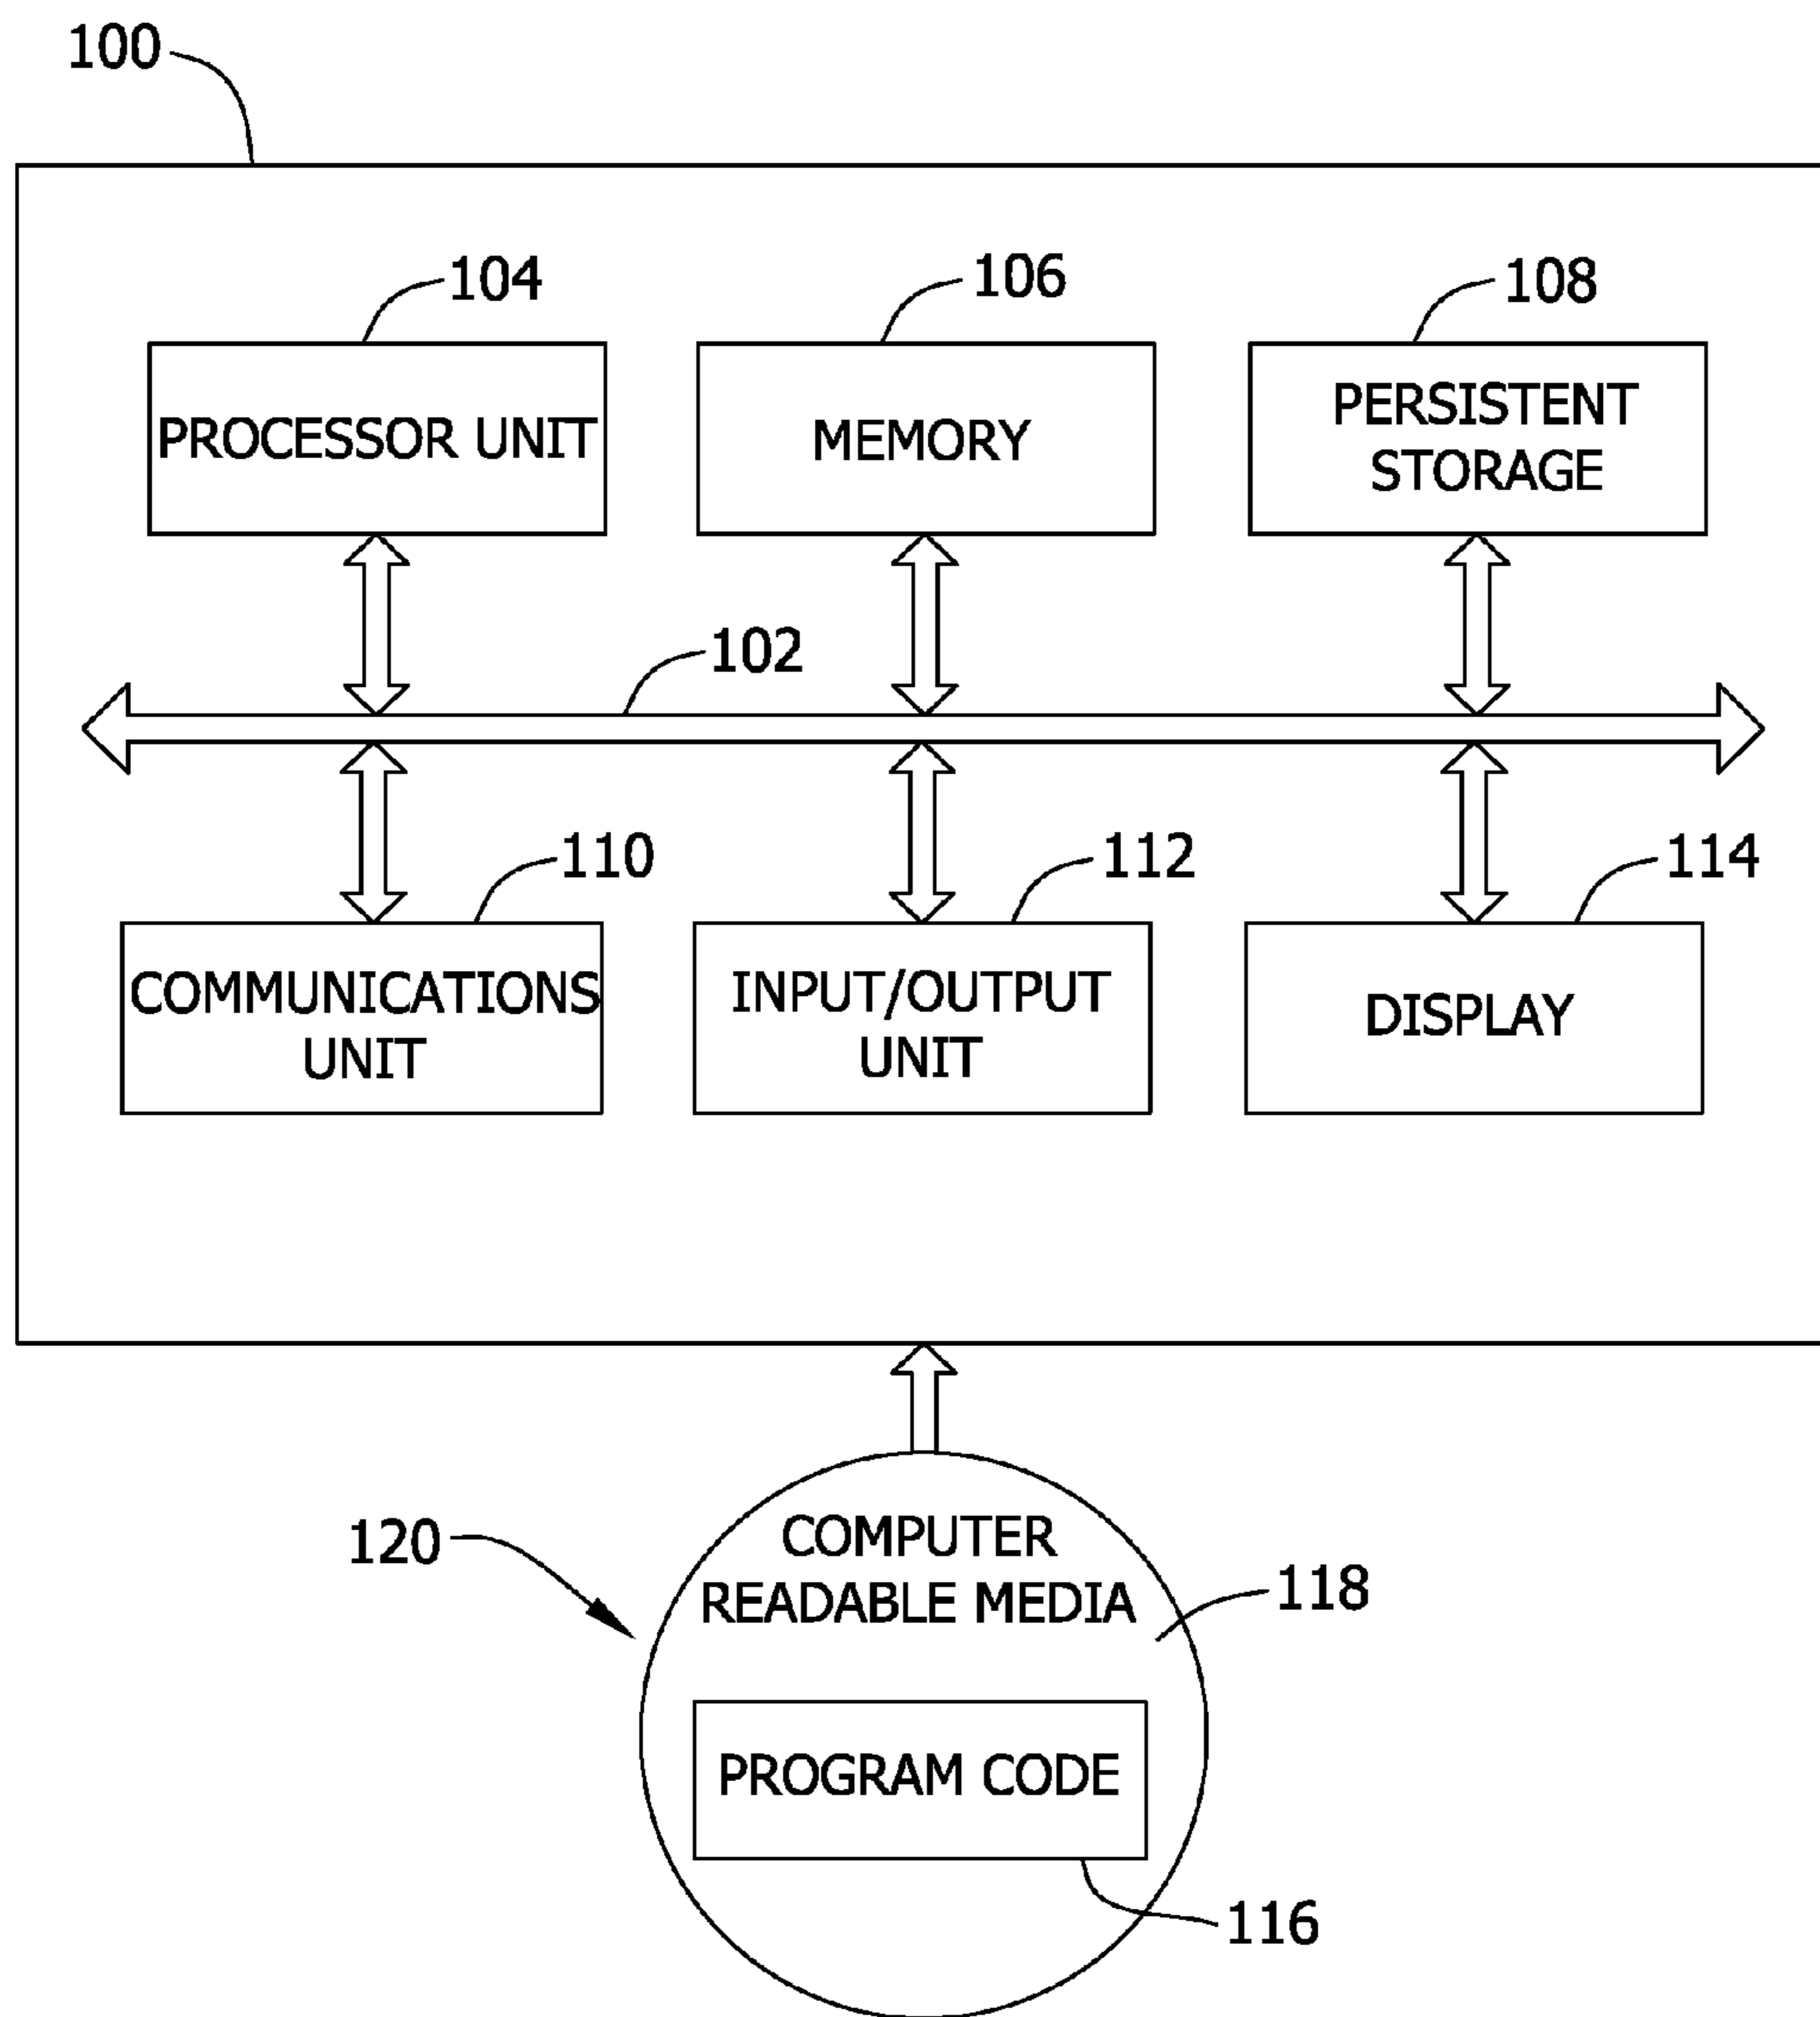 100
104
106
108
PROCESSOR UNIT
MEMORY
PERSISTENT
STORAGE
102
110
112
114
COMMUNICATIONS
UNIT
INPUT/OUTPUT
UNIT
DISPLAY
120
COMPUTER
READABLE MEDIA
118
PROGRAM CODE
116